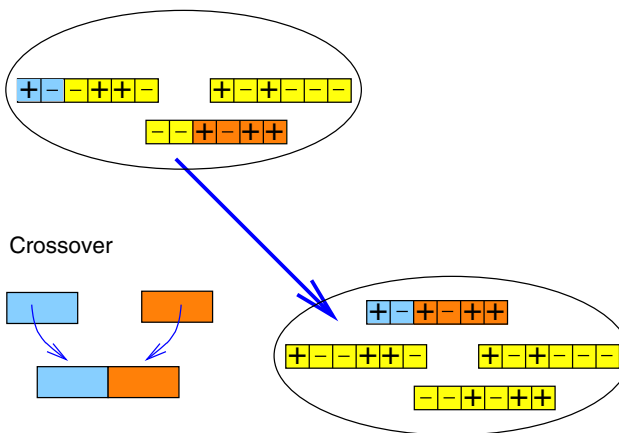 + − − + + − + − + − − −
− − + − + +
Crossover
+ − + − + +
+ − − + + − + − + − − −
− − + − + +